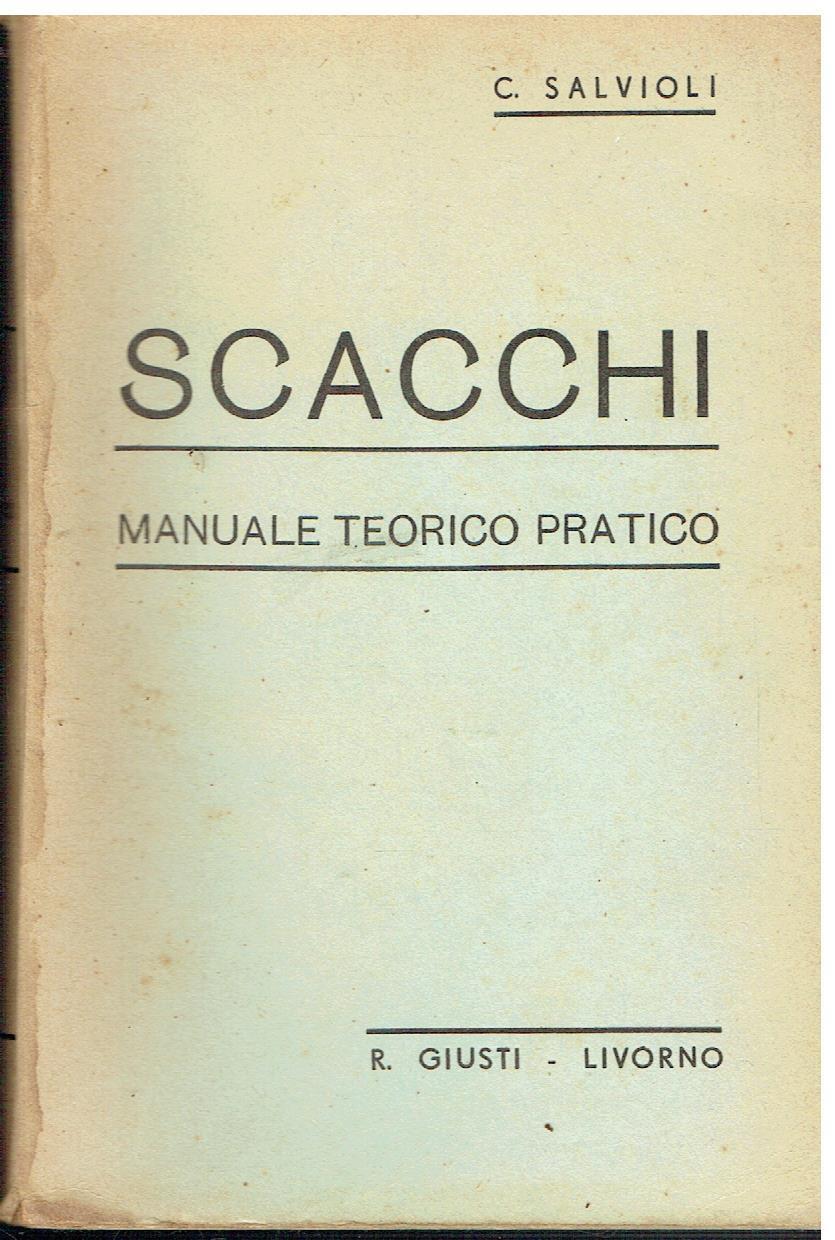 C. SALVIOLI
SCACCHI
MANUALE TEORICO PRATICO
R. GIUSTI - LIVORNO